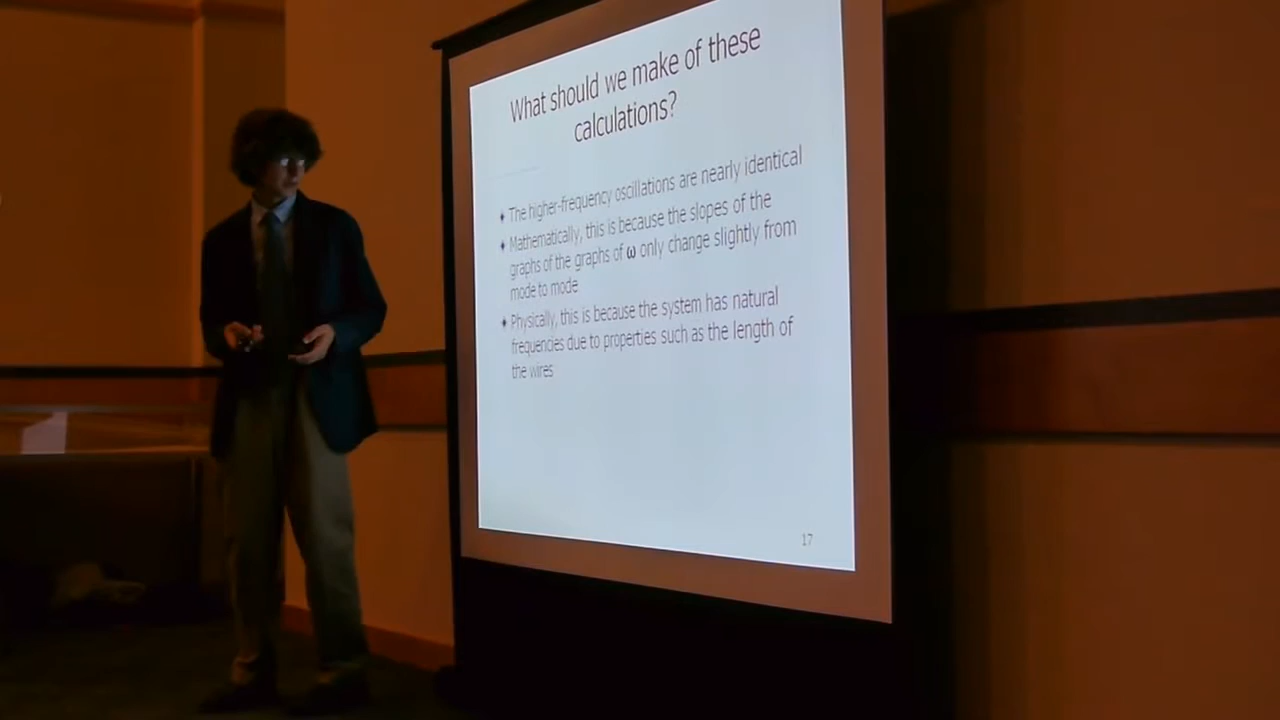 What should we make of these
calculations?
♦ The higher-frequency oscillations are nearly identical
♦ Mathematically, this is because the slopes of the
graphs of the graphs of ω only change slightly from
mode to mode
♦ Physically, this is because the system has natural
frequencies due to properties such as the length of
the wires
17